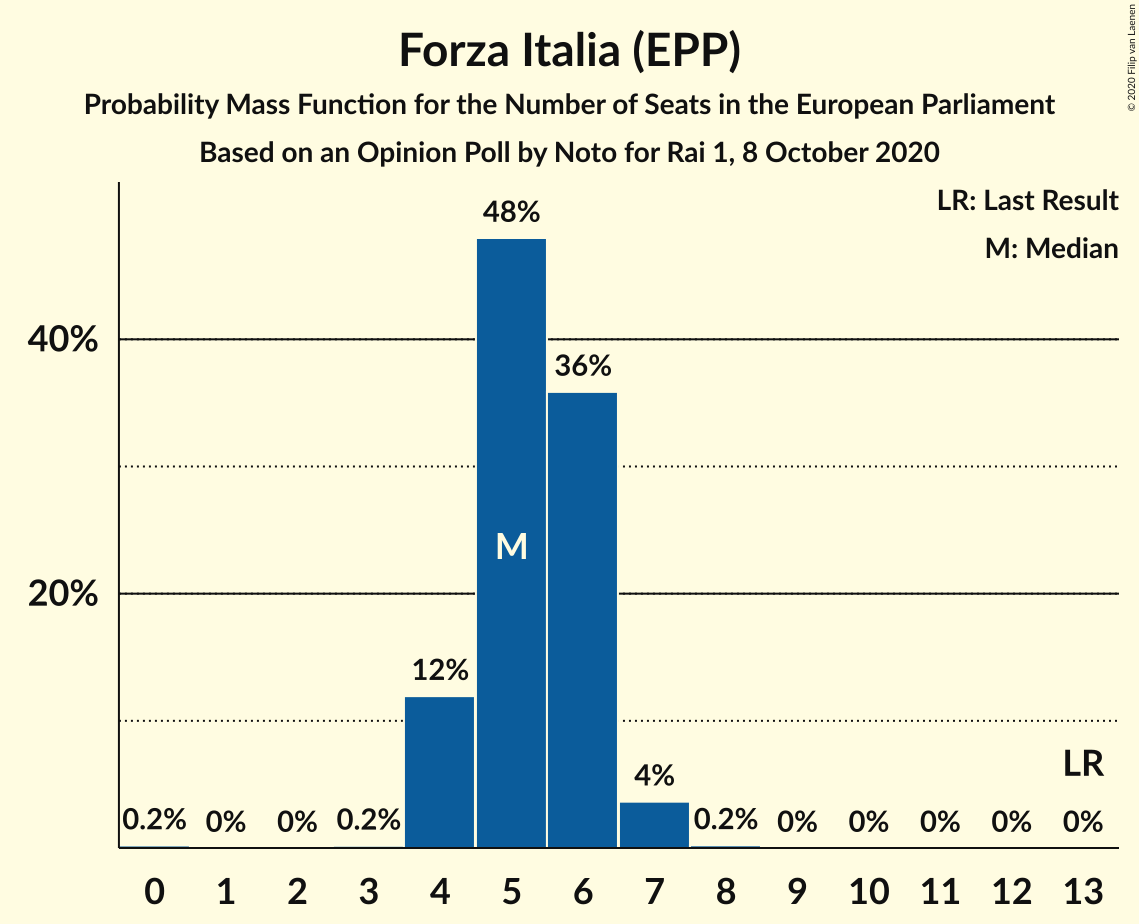 Forza Italia (EPP)
Probability Mass Function for the Number of Seats in the European Parliament
Based on an Opinion Poll by Noto for Rai 1, 8 October 2020
© 2020 Filip van Laenen
LR: Last Result
M: Median
48%
40%
36%
M
20%
12%
LR
4%
0.2% 0% 0% 0.2% 0.2% 0% 0% 0% 0% 0%
0 1 2 3 4 5 6 7 8 9 10 11 12 13